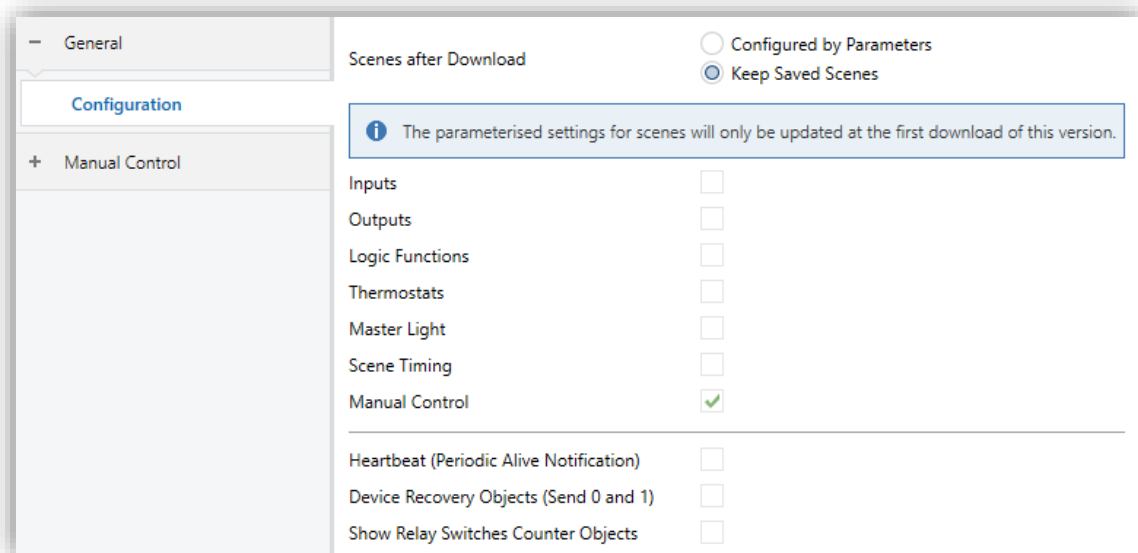 General
Configuration
Manual Control
Scenes after Download
Configured by Parameters
Keep Saved Scenes
The parameterised settings for scenes will only be updated at the first download of this version.
Inputs
Outputs
Logic Functions
Thermostats
Master Light
Scene Timing
Manual Control
Heartbeat (Periodic Alive Notification)
Device Recovery Objects (Send 0 and 1)
Show Relay Switches Counter Objects